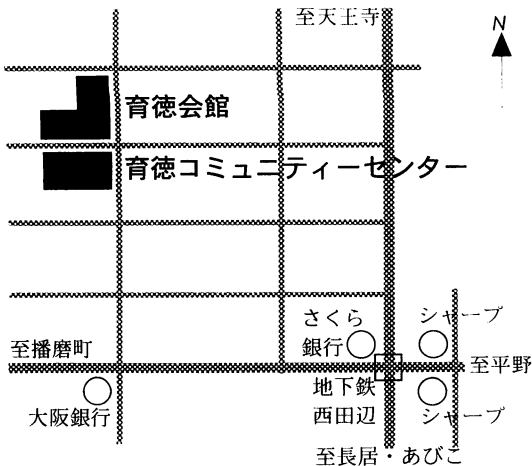 至天王寺
N
育徳会館
育徳コミュニティーセンター
さくら
銀行
シャープ
至播磨町
至平野
大阪銀行
地下鉄
西田辺
シャープ
至長居・あびこ